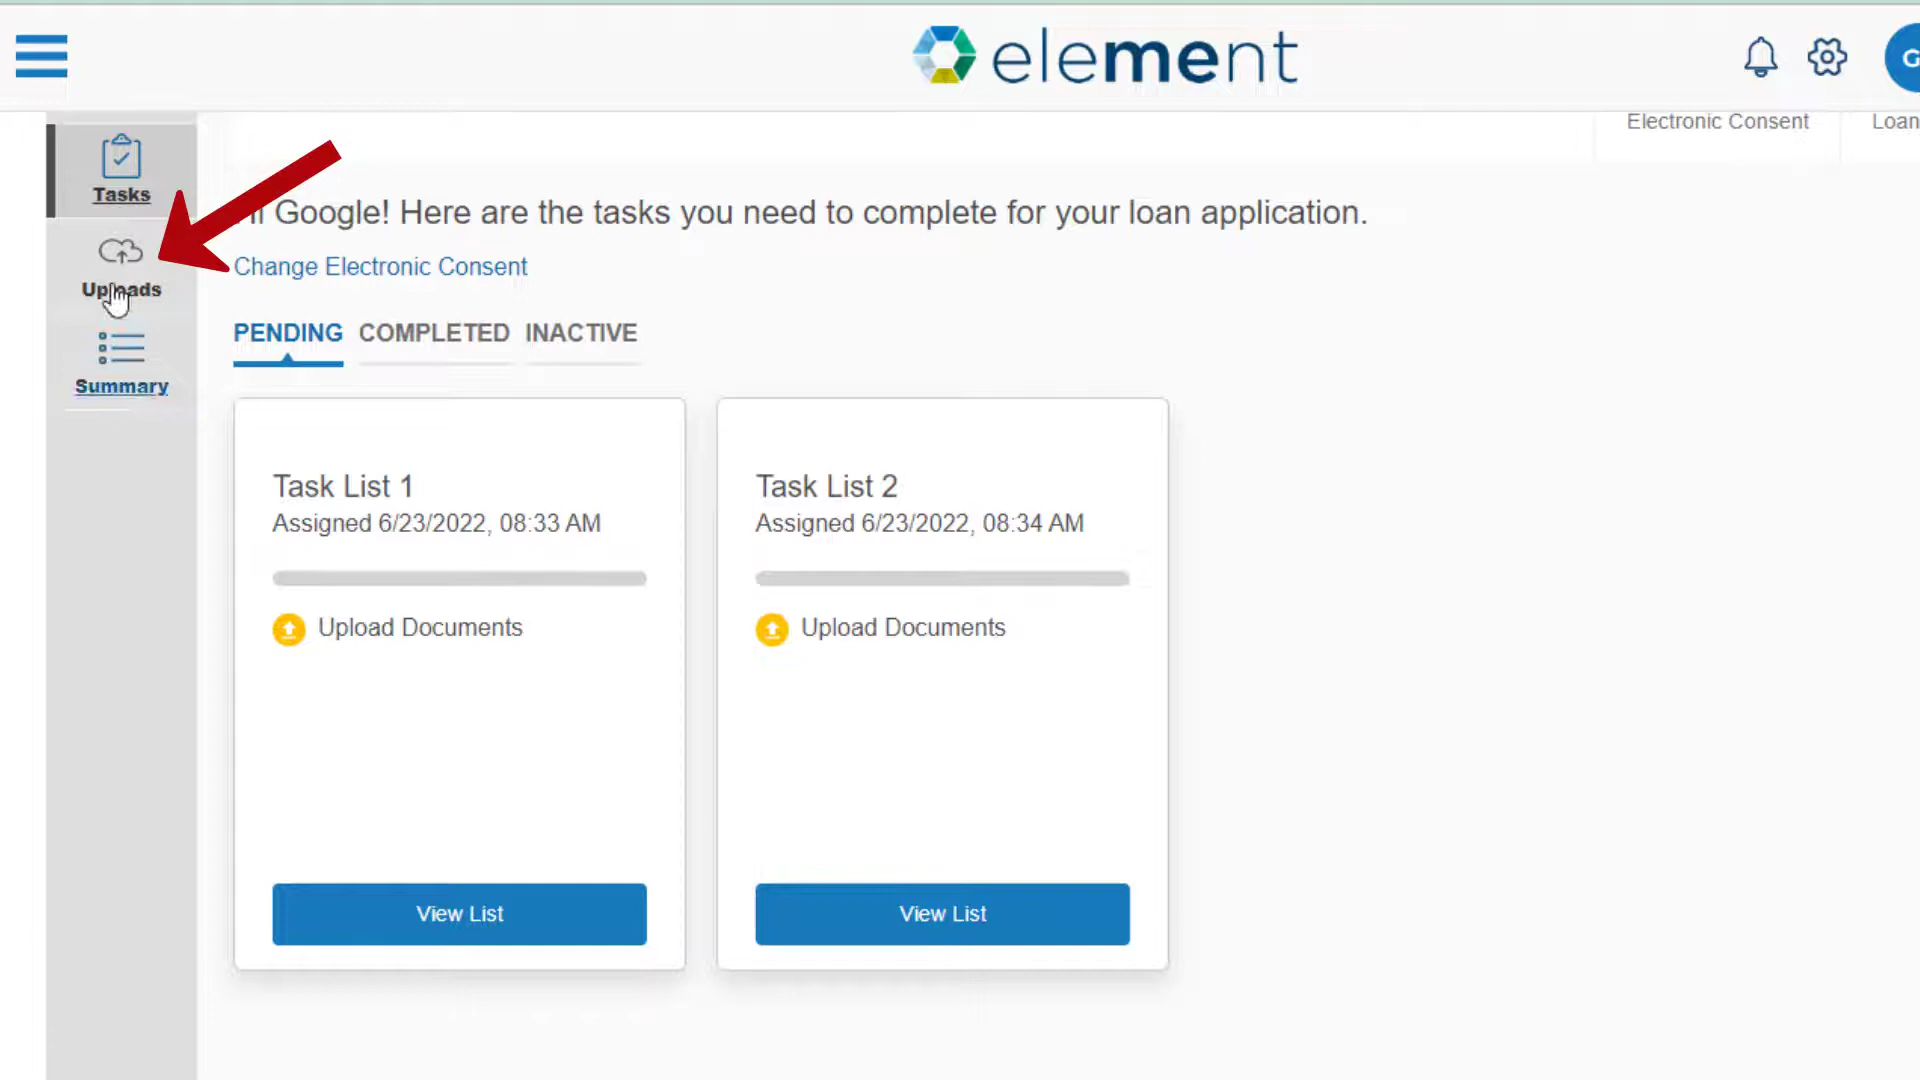 element
G
Electronic Consent
Loan
Tasks
Hi Google! Here are the tasks you need to complete for your loan application.
Uploads
Change Electronic Consent
PENDING COMPLETED INACTIVE
Summary
Task List 1
Assigned 6/23/2022, 08:33 AM
Upload Documents
View List
Task List 2
Assigned 6/23/2022, 08:34 AM
Upload Documents
View List